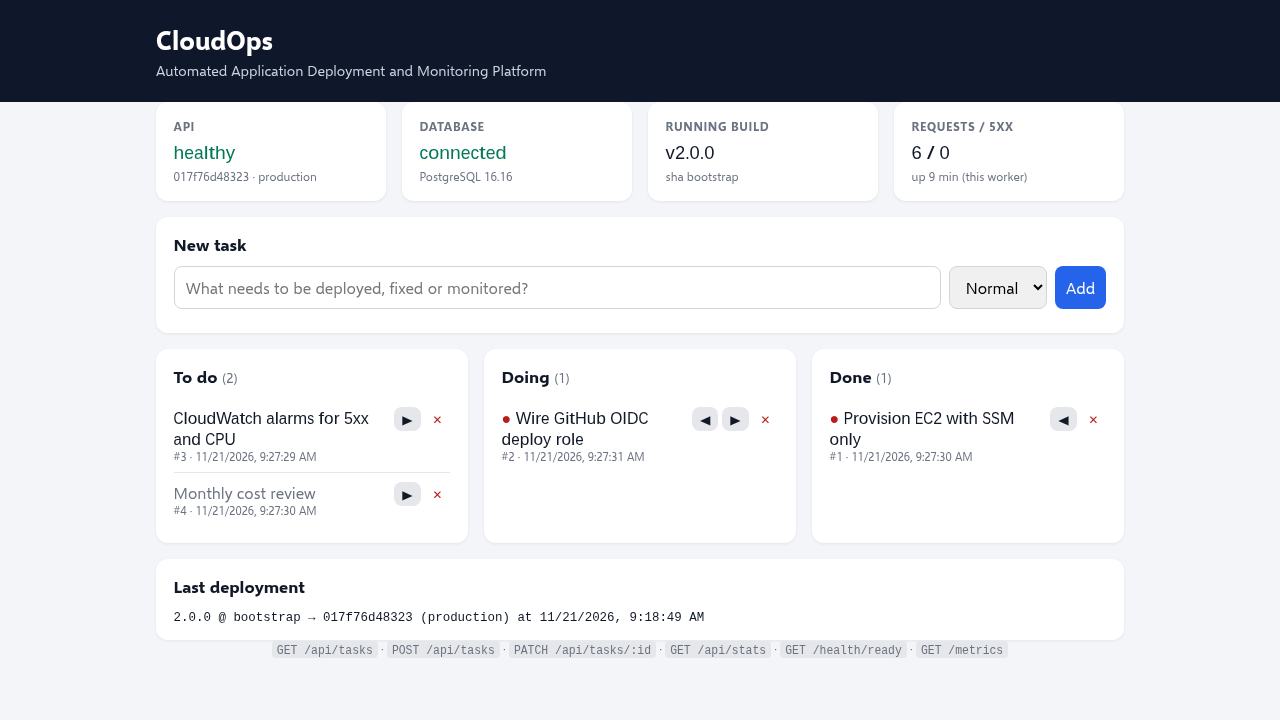 CloudOps
Automated Application Deployment and Monitoring Platform
API
healthy
017f76d48323 · production
DATABASE
connected
PostgreSQL 16.16
RUNNING BUILD
v2.0.0
sha bootstrap
REQUESTS / 5XX
6 / 0
up 9 min (this worker)
New task
What needs to be deployed, fixed or monitored?
Normal
Add
To do (2)
CloudWatch alarms for 5xx
and CPU
▶ ×
#3 · 11/21/2026, 9:27:29 AM
Monthly cost review
▶ ×
#4 · 11/21/2026, 9:27:30 AM
Doing (1)
● Wire GitHub OIDC
deploy role
◀ ▶ ×
#2 · 11/21/2026, 9:27:31 AM
Done (1)
● Provision EC2 with SSM
only
◀ ×
#1 · 11/21/2026, 9:27:30 AM
Last deployment
2.0.0 @ bootstrap → 017f76d48323 (production) at 11/21/2026, 9:18:49 AM
GET /api/tasks · POST /api/tasks · PATCH /api/tasks/:id · GET /api/stats · GET /health/ready · GET /metrics